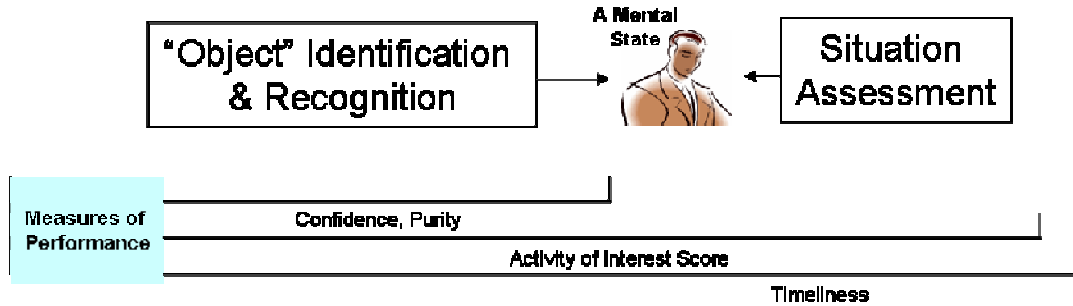 “Object” Identification
& Recognition
A Mental
State
Situation
Assessment
Measures of
Performance
Confidence, Purity
Activity of Interest Score
Timeliness